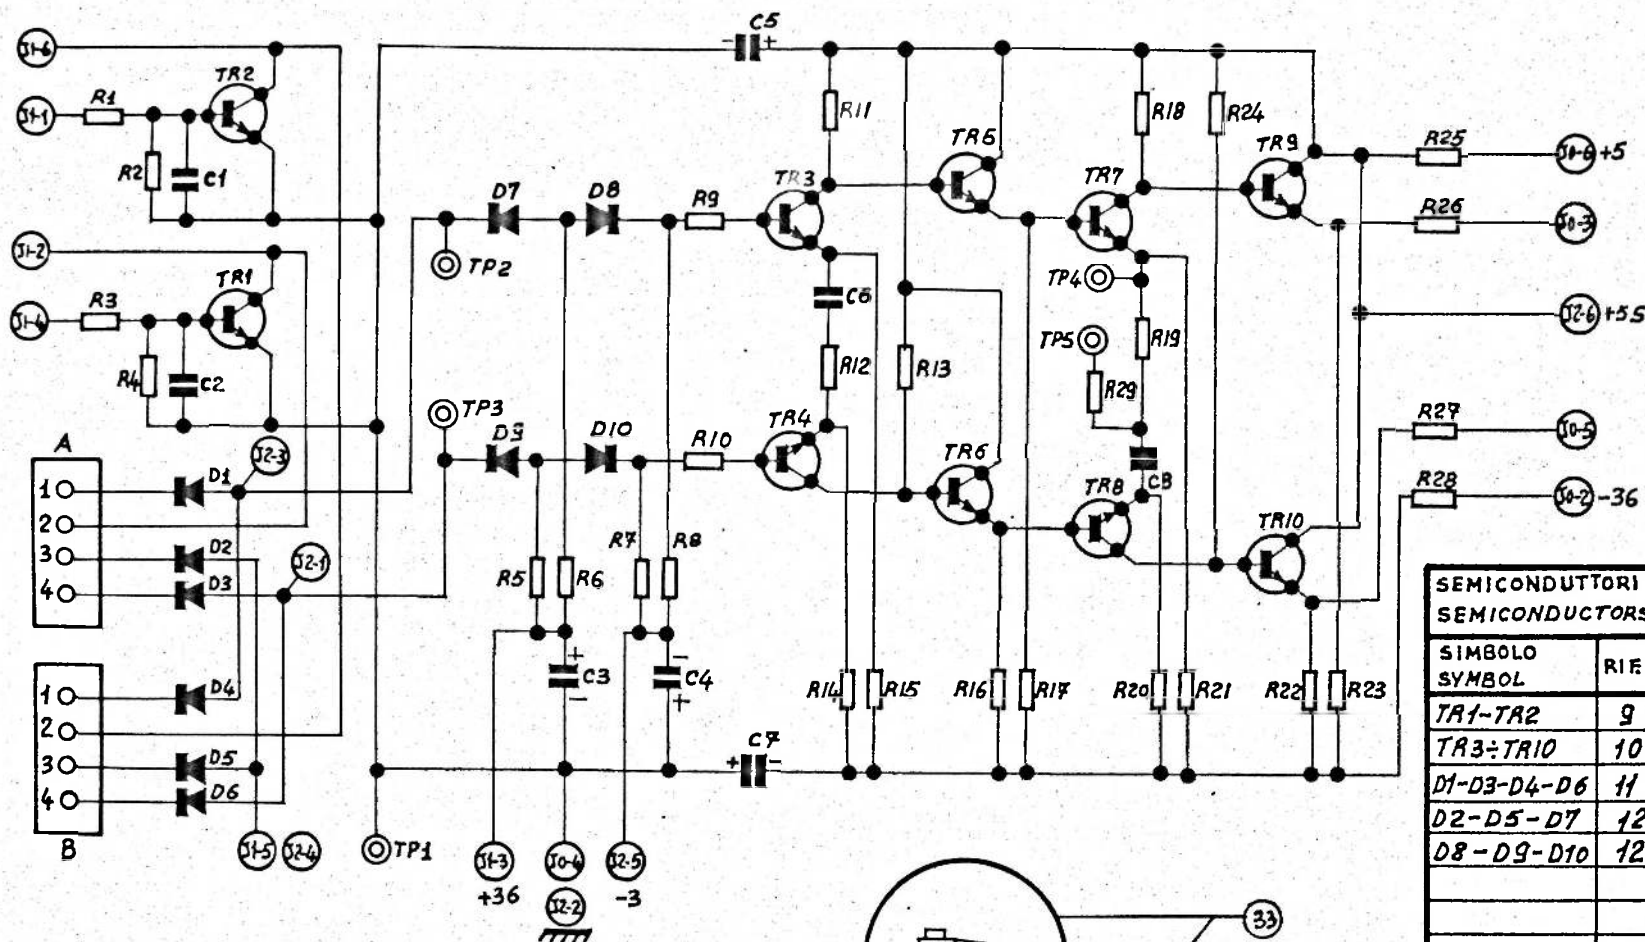 C5
J1-6
TR2
J1-1
R1
R2
C1
R11
TR5
R18
R24
TR9
R25
J0-6 +5
D7
D8
R9
TR3
TR7
R26
J0-3
J1-2
TR1
TP2
TP4
J1-4
R3
C6
TP5
R19
J2-6 +55
R4
C2
R12
R13
R29
TP3
D9
D10
R10
TR4
TR6
R27
J0-5
A
J2-3
D1
1
2
3
4
D2
D3
J2-1
TR8
C8
R28
J0-2 -36
TR10
R5
R6
R7
R8
B
1
2
3
4
D4
D5
D6
+
C3
-
-
C4
+
R14
R15
R16
R17
R20
R21
R22
R23
C7
+
-
-
+
J1-5
J2-4
TP1
J1-3
+36
J0-4
J2-2
J2-5
-3
33
SEMICONDUTTORI
SEMICONDUCTORS
SIMBOLO
SYMBOL
RIF.
TR1-TR2 9
TR3÷TR10 10
D1-D3-D4-D6 11
D2-D5-D7 12
D8-D9-D10 12